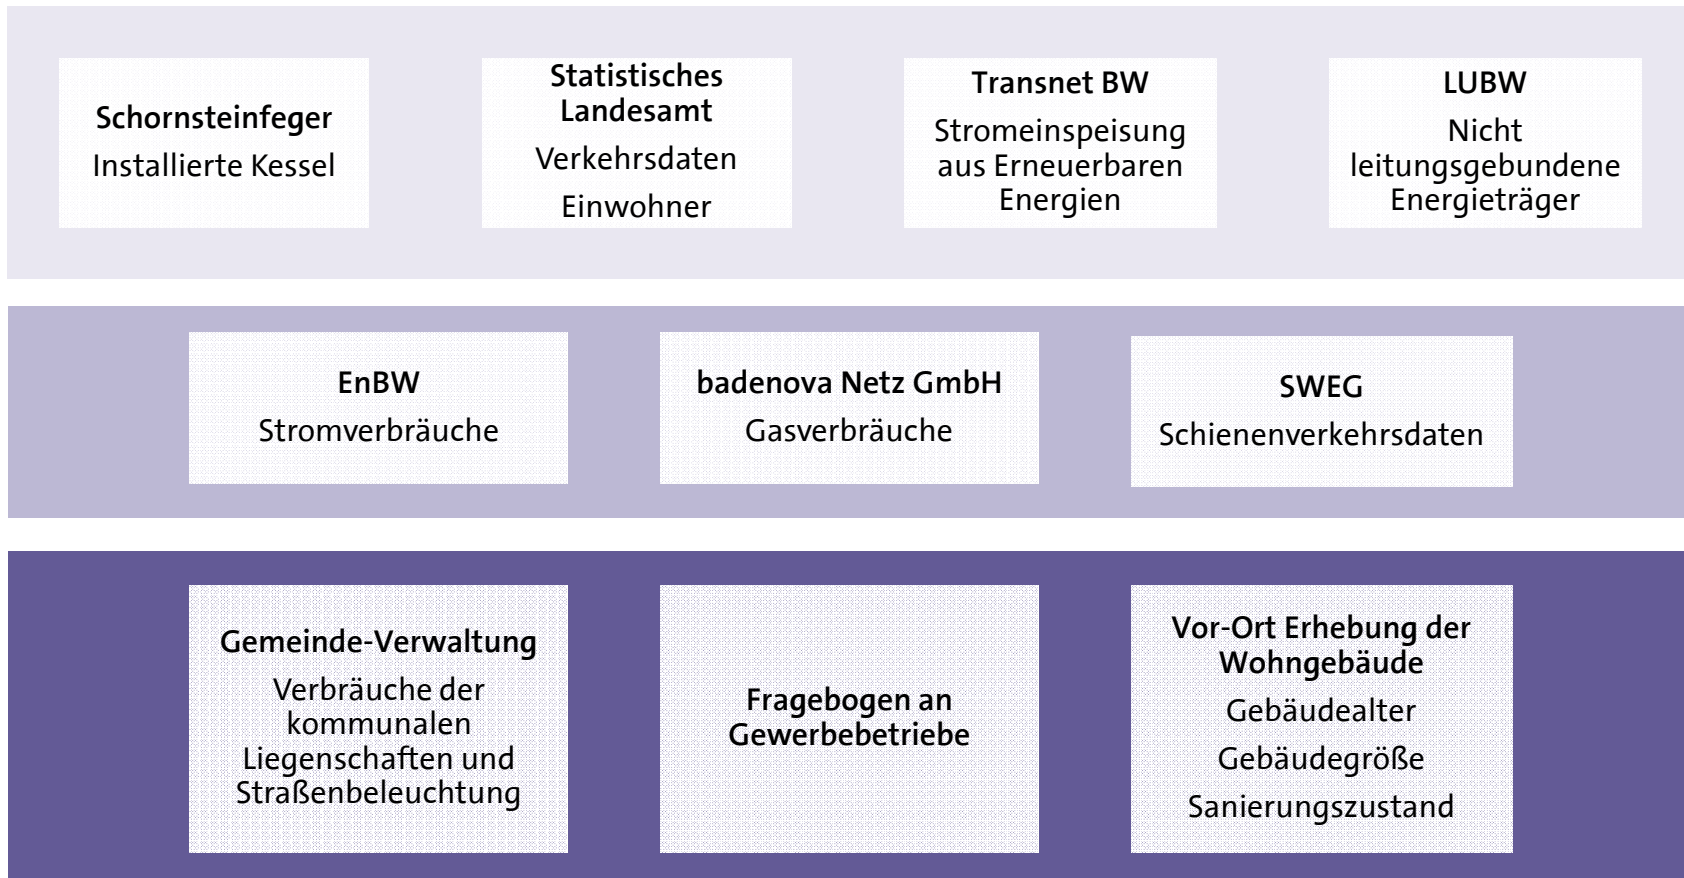 Schornsteinfeger
Installierte Kessel
Statistisches
Landesamt
Verkehrsdaten
Einwohner
Transnet BW
Stromeinspeisung
aus Erneuerbaren
Energien
LUBW
Nicht
leitungsgebundene
Energieträger
EnBW
Stromverbräuche
badenova Netz GmbH
Gasverbräuche
SWEG
Schienenverkehrsdaten
Gemeinde-Verwaltung
Verbräuche der
kommunalen
Liegenschaften und
Straßenbeleuchtung
Fragebogen an
Gewerbebetriebe
Vor-Ort Erhebung der
Wohngebäude
Gebäudealter
Gebäudegröße
Sanierungszustand